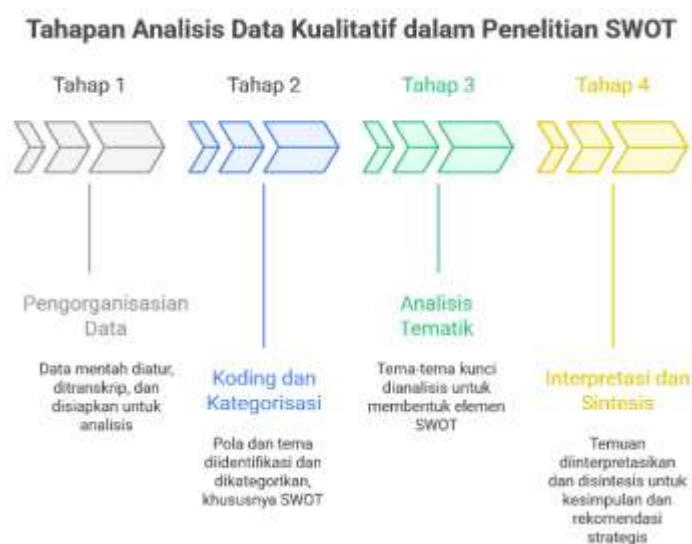 Tahapan Analisis Data Kualitatif dalam Penelitian SWOT
Tahap 1
Tahap 2
Tahap 3
Tahap 4
Pengorganisasian
Data
Data mentah diatur,
ditranskrip, dan
disiapkan untuk
analisis
Koding dan
Kategorisasi
Pola dan tema
diidentifikasi dan
dikategorikan,
khususnya SWOT
Analisis
Tematik
Tema-tema kunci
dianalisis untuk
membentuk elemen
SWOT
Interpretasi dan
Sintesis
Temuan
diinterpretasikan
dan disintesis untuk
kesimpulan dan
rekomendasi
strategis